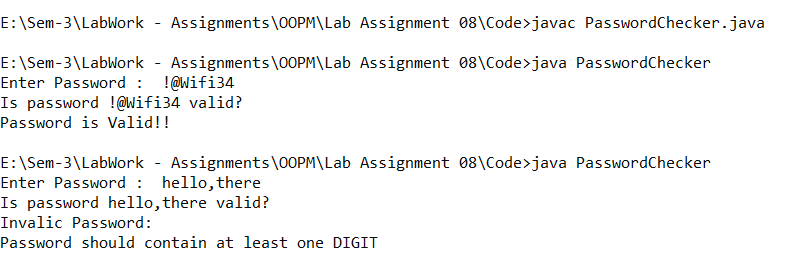 E:\Sem-3\LabWork - Assignments\OOPM\Lab Assignment 08\Code>javac PasswordChecker.java
E:\Sem-3\LabWork - Assignments\OOPM\Lab Assignment 08\Code>java PasswordChecker
Enter Password :  !@Wifi34
Is password !@Wifi34 valid?
Password is Valid!!
E:\Sem-3\LabWork - Assignments\OOPM\Lab Assignment 08\Code>java PasswordChecker
Enter Password :  hello,there
Is password hello,there valid?
Invalic Password:
Password should contain at least one DIGIT